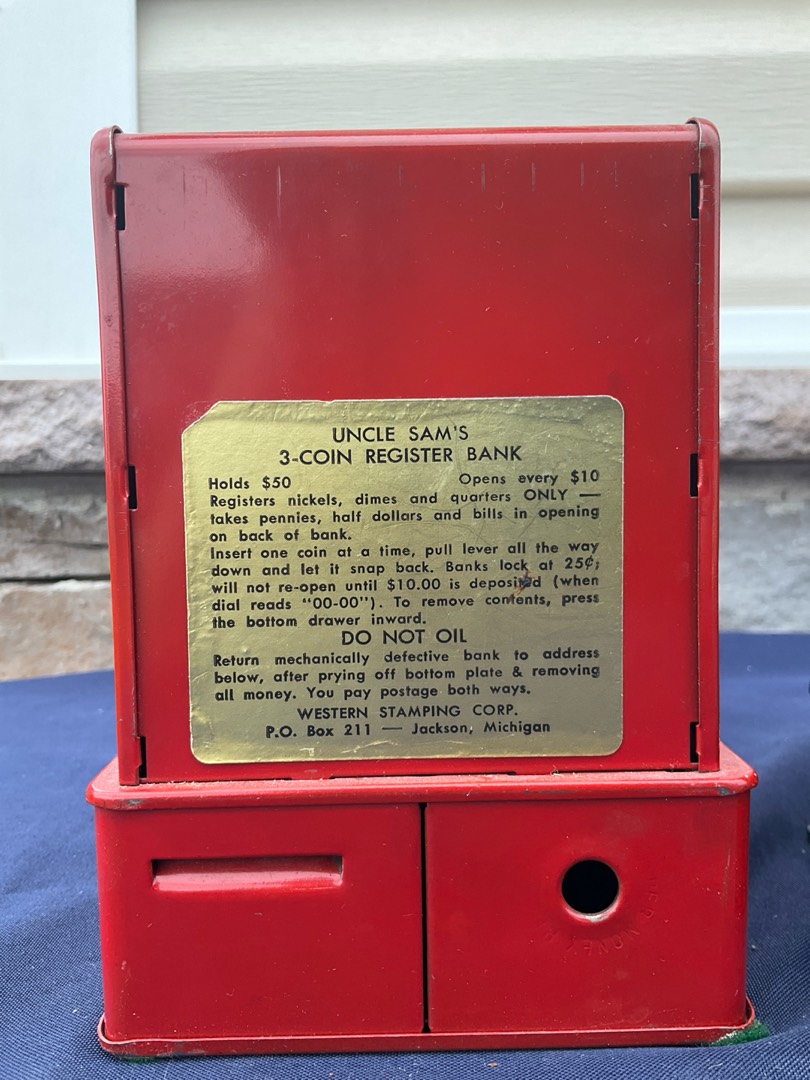 UNCLE SAM'S
3-COIN REGISTER BANK
Holds $50 Opens every $10
Registers nickels, dimes and quarters ONLY —
takes pennies, half dollars and bills in opening
on back of bank.
Insert one coin at a time, pull lever all the way
down and let it snap back. Banks lock at 25¢;
will not re-open until $10.00 is deposited (when
dial reads "00-00"). To remove contents, press
the bottom drawer inward.
DO NOT OIL
Return mechanically defective bank to address
below, after prying off bottom plate & removing
all money. You pay postage both ways.
WESTERN STAMPING CORP.
P.O. Box 211 — Jackson, Michigan